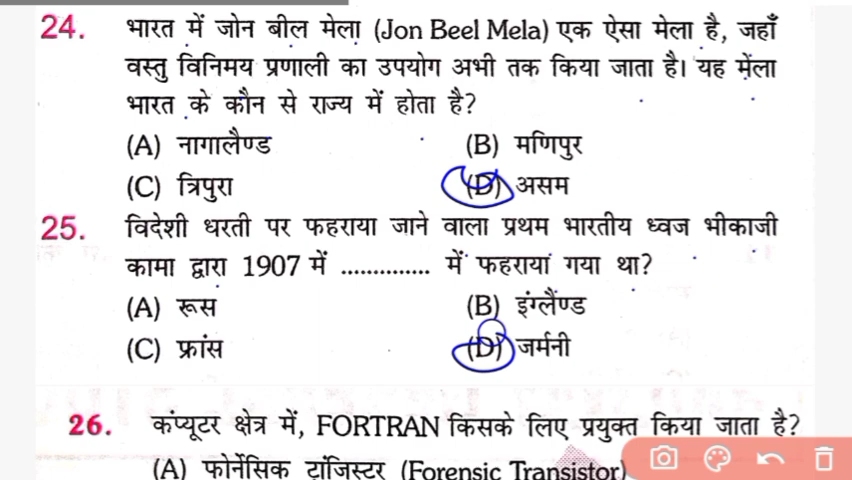 24. भारत में जोन बील मेला (Jon Beel Mela) एक ऐसा मेला है, जहाँ
वस्तु विनिमय प्रणाली का उपयोग अभी तक किया जाता है। यह मेंला
भारत के कौन से राज्य में होता है?
(A) नागालैण्ड (B) मणिपुर
(C) त्रिपुरा (D) असम
25. विदेशी धरती पर फहराया जाने वाला प्रथम भारतीय ध्वज भीकाजी
कामा द्वारा 1907 में .............. में फहराया गया था?
(A) रूस (B) इंग्लैण्ड
(C) फ्रांस (D) जर्मनी
26. कंप्यूटर क्षेत्र में, FORTRAN किसके लिए प्रयुक्त किया जाता है?
(A) फोर्नेसिक ट्रांजिस्टर (Forensic Transistor)